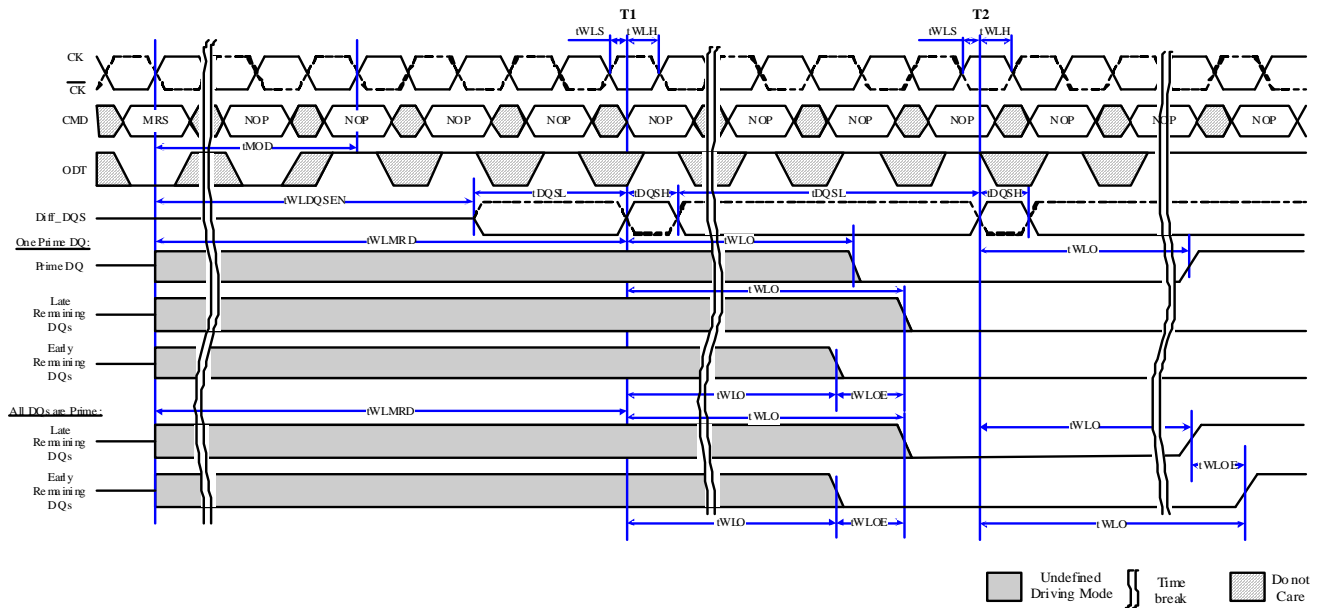 T1 T2
tWLS tWLH tWLS tWLH
CK
CK
CMD MRS NOP NOP NOP NOP NOP NOP NOP NOP NOP NOP NOP
tMOD
ODT
tWLDQSEN tDQSL tDQSH tDQSL tDQSH
Diff_DQS
One Prime DQ: tWLMRD tWLO tWLO
Prime DQ
tWLO
Late
Remaining
DQs
Early
Remaining
DQs
tWLO tWLOE
All DQs are Prime: tWLMRD tWLO
Late
Remaining
DQs
tWLO
tWLOE
Early
Remaining
DQs
tWLO tWLOE tWLO
Undefined
Driving Mode
Time
break
Do not
Care